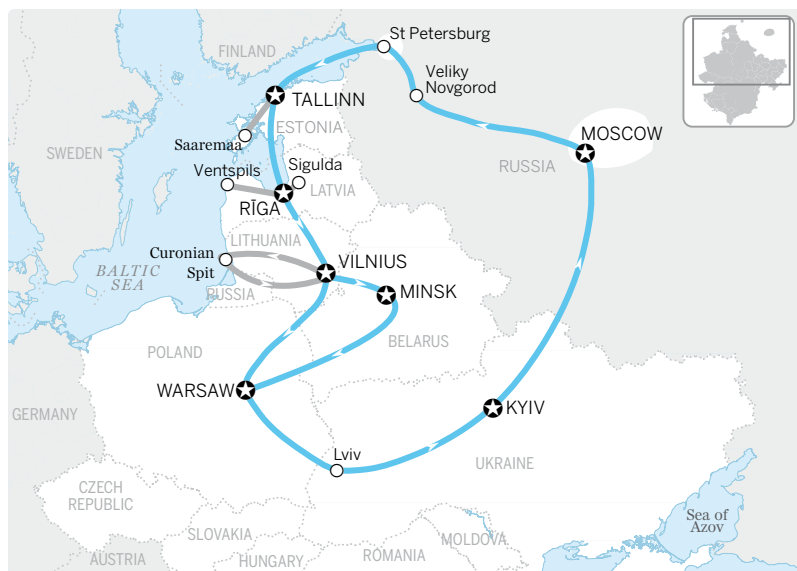 St Petersburg
FINLAND
Veliky
Novgorod
TALLINN
ESTONIA
MOSCOW
Saaremaa
SWEDEN
RUSSIA
Ventspils
Sigulda
LATVIA
RĪGA
LITHUANIA
Curonian
Spit
VILNIUS
BALTIC
SEA
RUSSIA
MINSK
BELARUS
POLAND
WARSAW
KYIV
GERMANY
Lviv
UKRAINE
CZECH
REPUBLIC
Sea of
Azov
SLOVAKIA
MOLDOVA
AUSTRIA
HUNGARY
ROMANIA